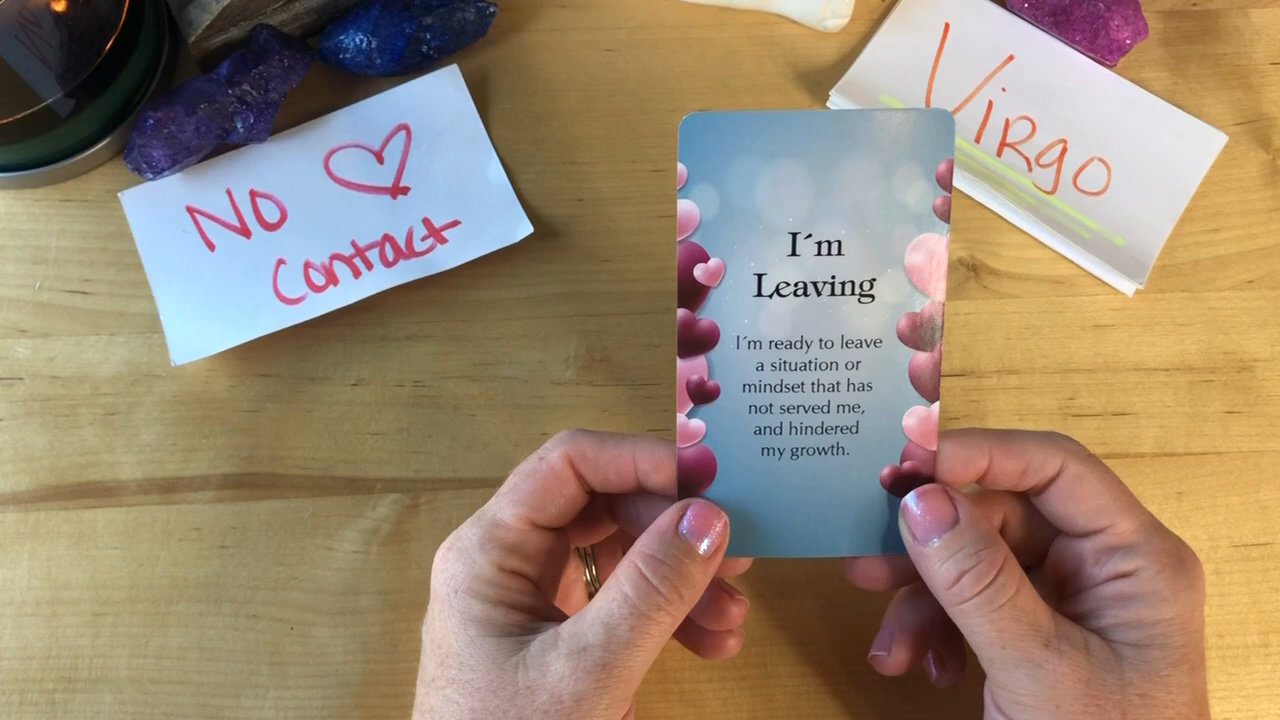 No
Contact
Virgo
I´m
Leaving
I´m ready to leave
a situation or
mindset that has
not served me,
and hindered
my growth.